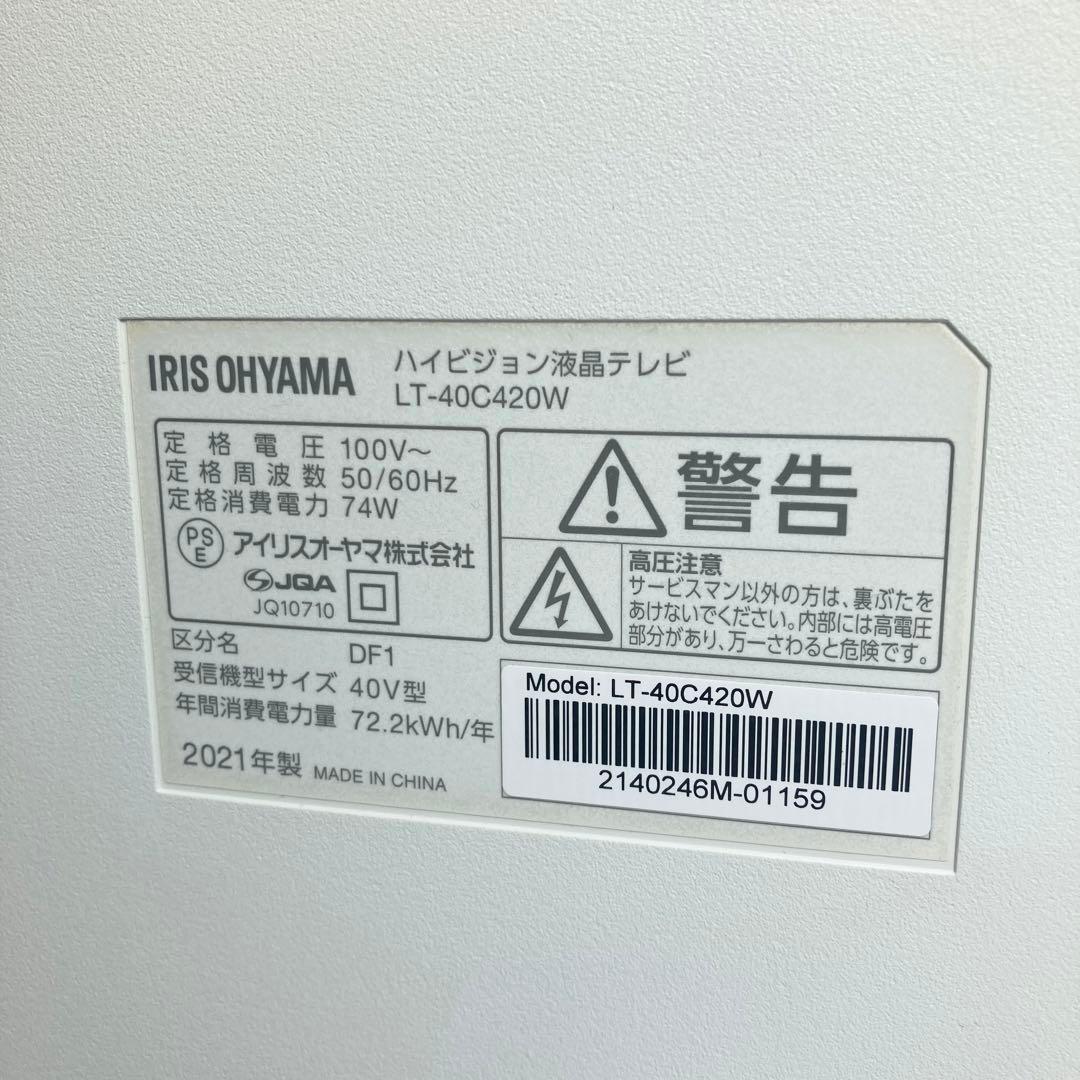 IRIS OHYAMA
ハイビジョン液晶テレビ
LT-40C420W
定格電圧 100V～
定格周波数 50/60Hz
定格消費電力 74W
PS
E
アイリスオーヤマ株式会社
JQA
JQ10710
区分名 DF1
受信機型サイズ 40V型
年間消費電力量 72.2kWh/年
2021年製 MADE IN CHINA
警告
高圧注意
サービスマン以外の方は、裏ぶたを
あけないでください。内部には高電圧
部分があり、万一さわると危険です。
Model: LT-40C420W
2140246M-01159